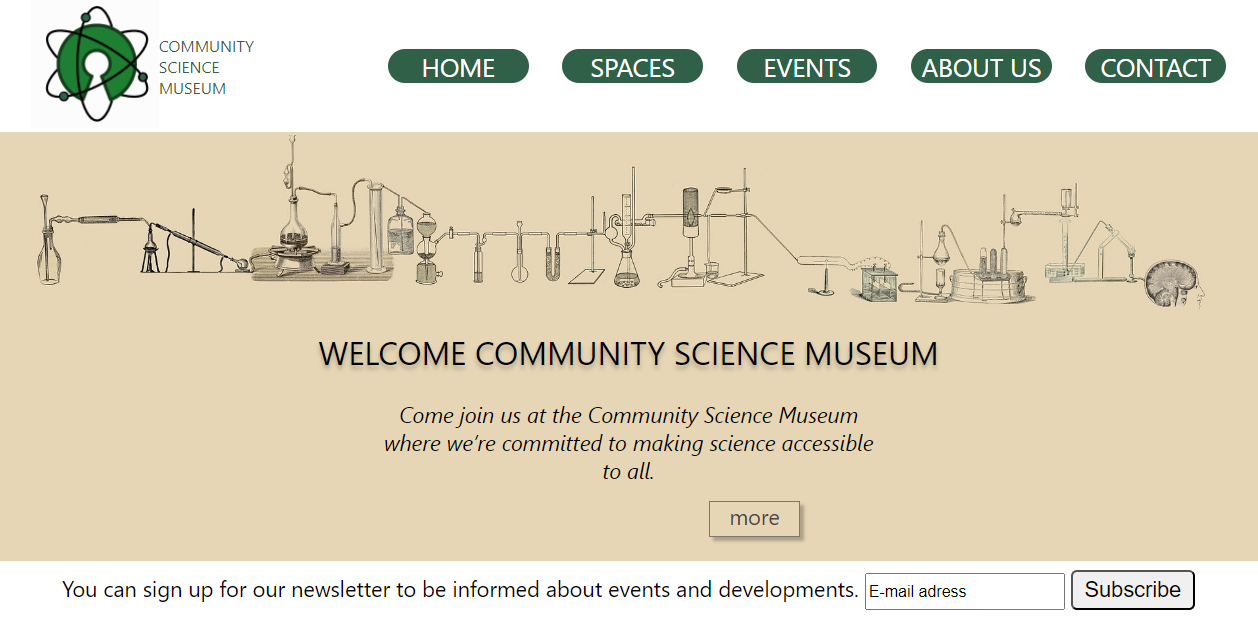 COMMUNITY
SCIENCE
MUSEUM
HOME
SPACES
EVENTS
ABOUT US
CONTACT
WELCOME COMMUNITY SCIENCE MUSEUM
Come join us at the Community Science Museum
where we're committed to making science accessible
to all.
more
You can sign up for our newsletter to be informed about events and developments.
E-mail adress
Subscribe